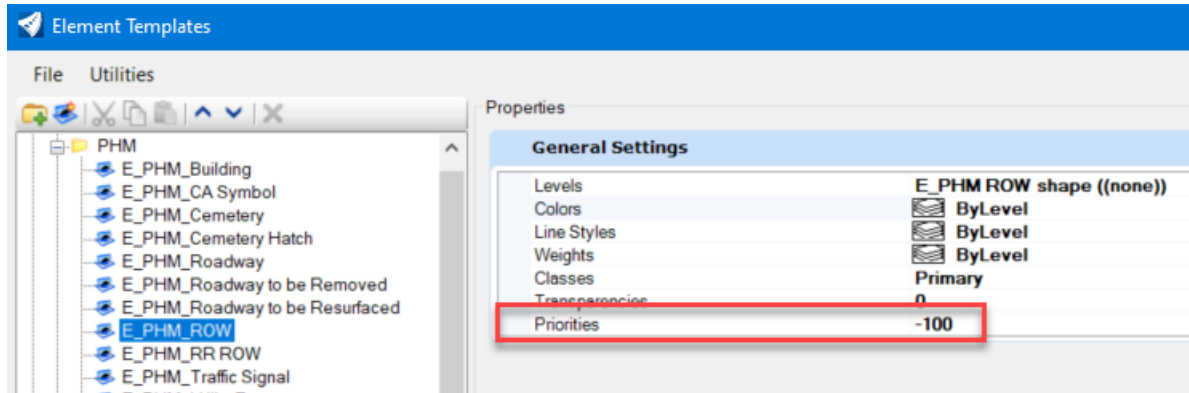 Element Templates
File Utilities
Properties
PHM
E_PHM_Building
E_PHM_CA Symbol
E_PHM_Cemetery
E_PHM_Cemetery Hatch
E_PHM_Roadway
E_PHM_Roadway to be Removed
E_PHM_Roadway to be Resurfaced
E_PHM_ROW
E_PHM_RR ROW
E_PHM_Traffic Signal
General Settings
Levels E_PHM ROW shape ((none))
Colors ByLevel
Line Styles ByLevel
Weights ByLevel
Classes Primary
Transparencies 0
Priorities -100